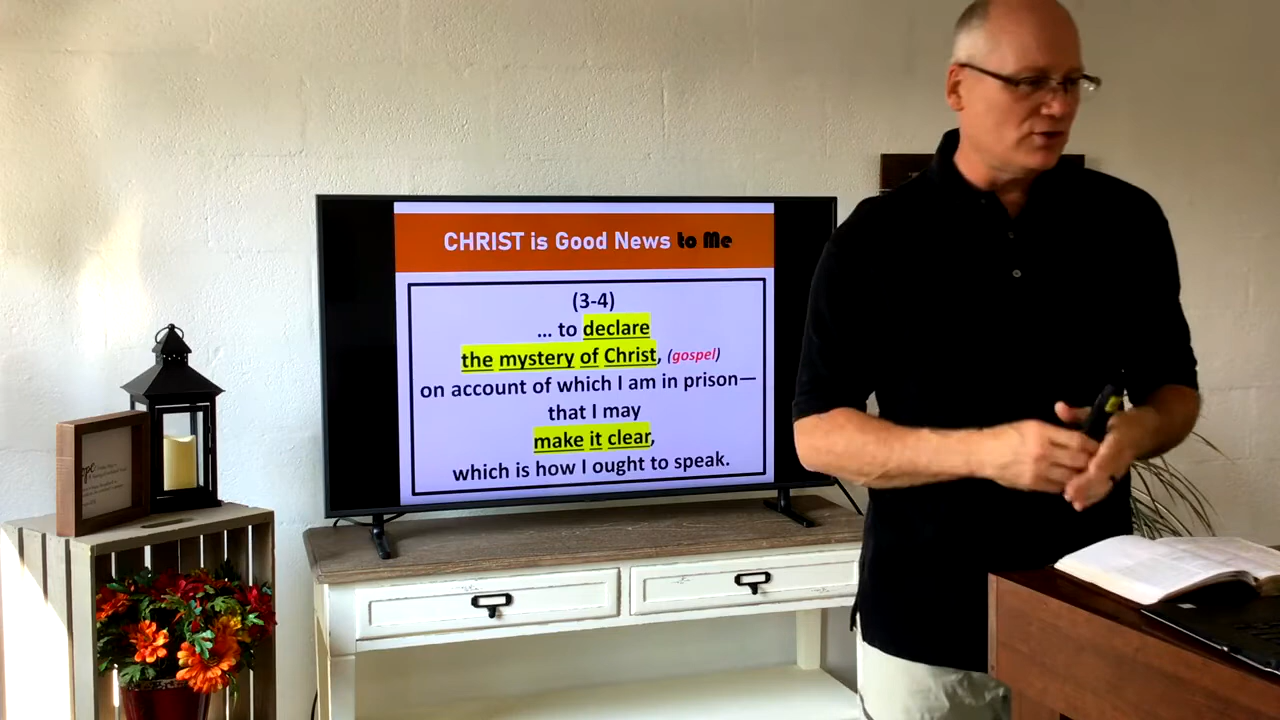 CHRIST is Good News to Me
(3-4)
... to declare
the mystery of Christ, (gospel)
on account of which I am in prison—
that I may
make it clear,
which is how I ought to speak.